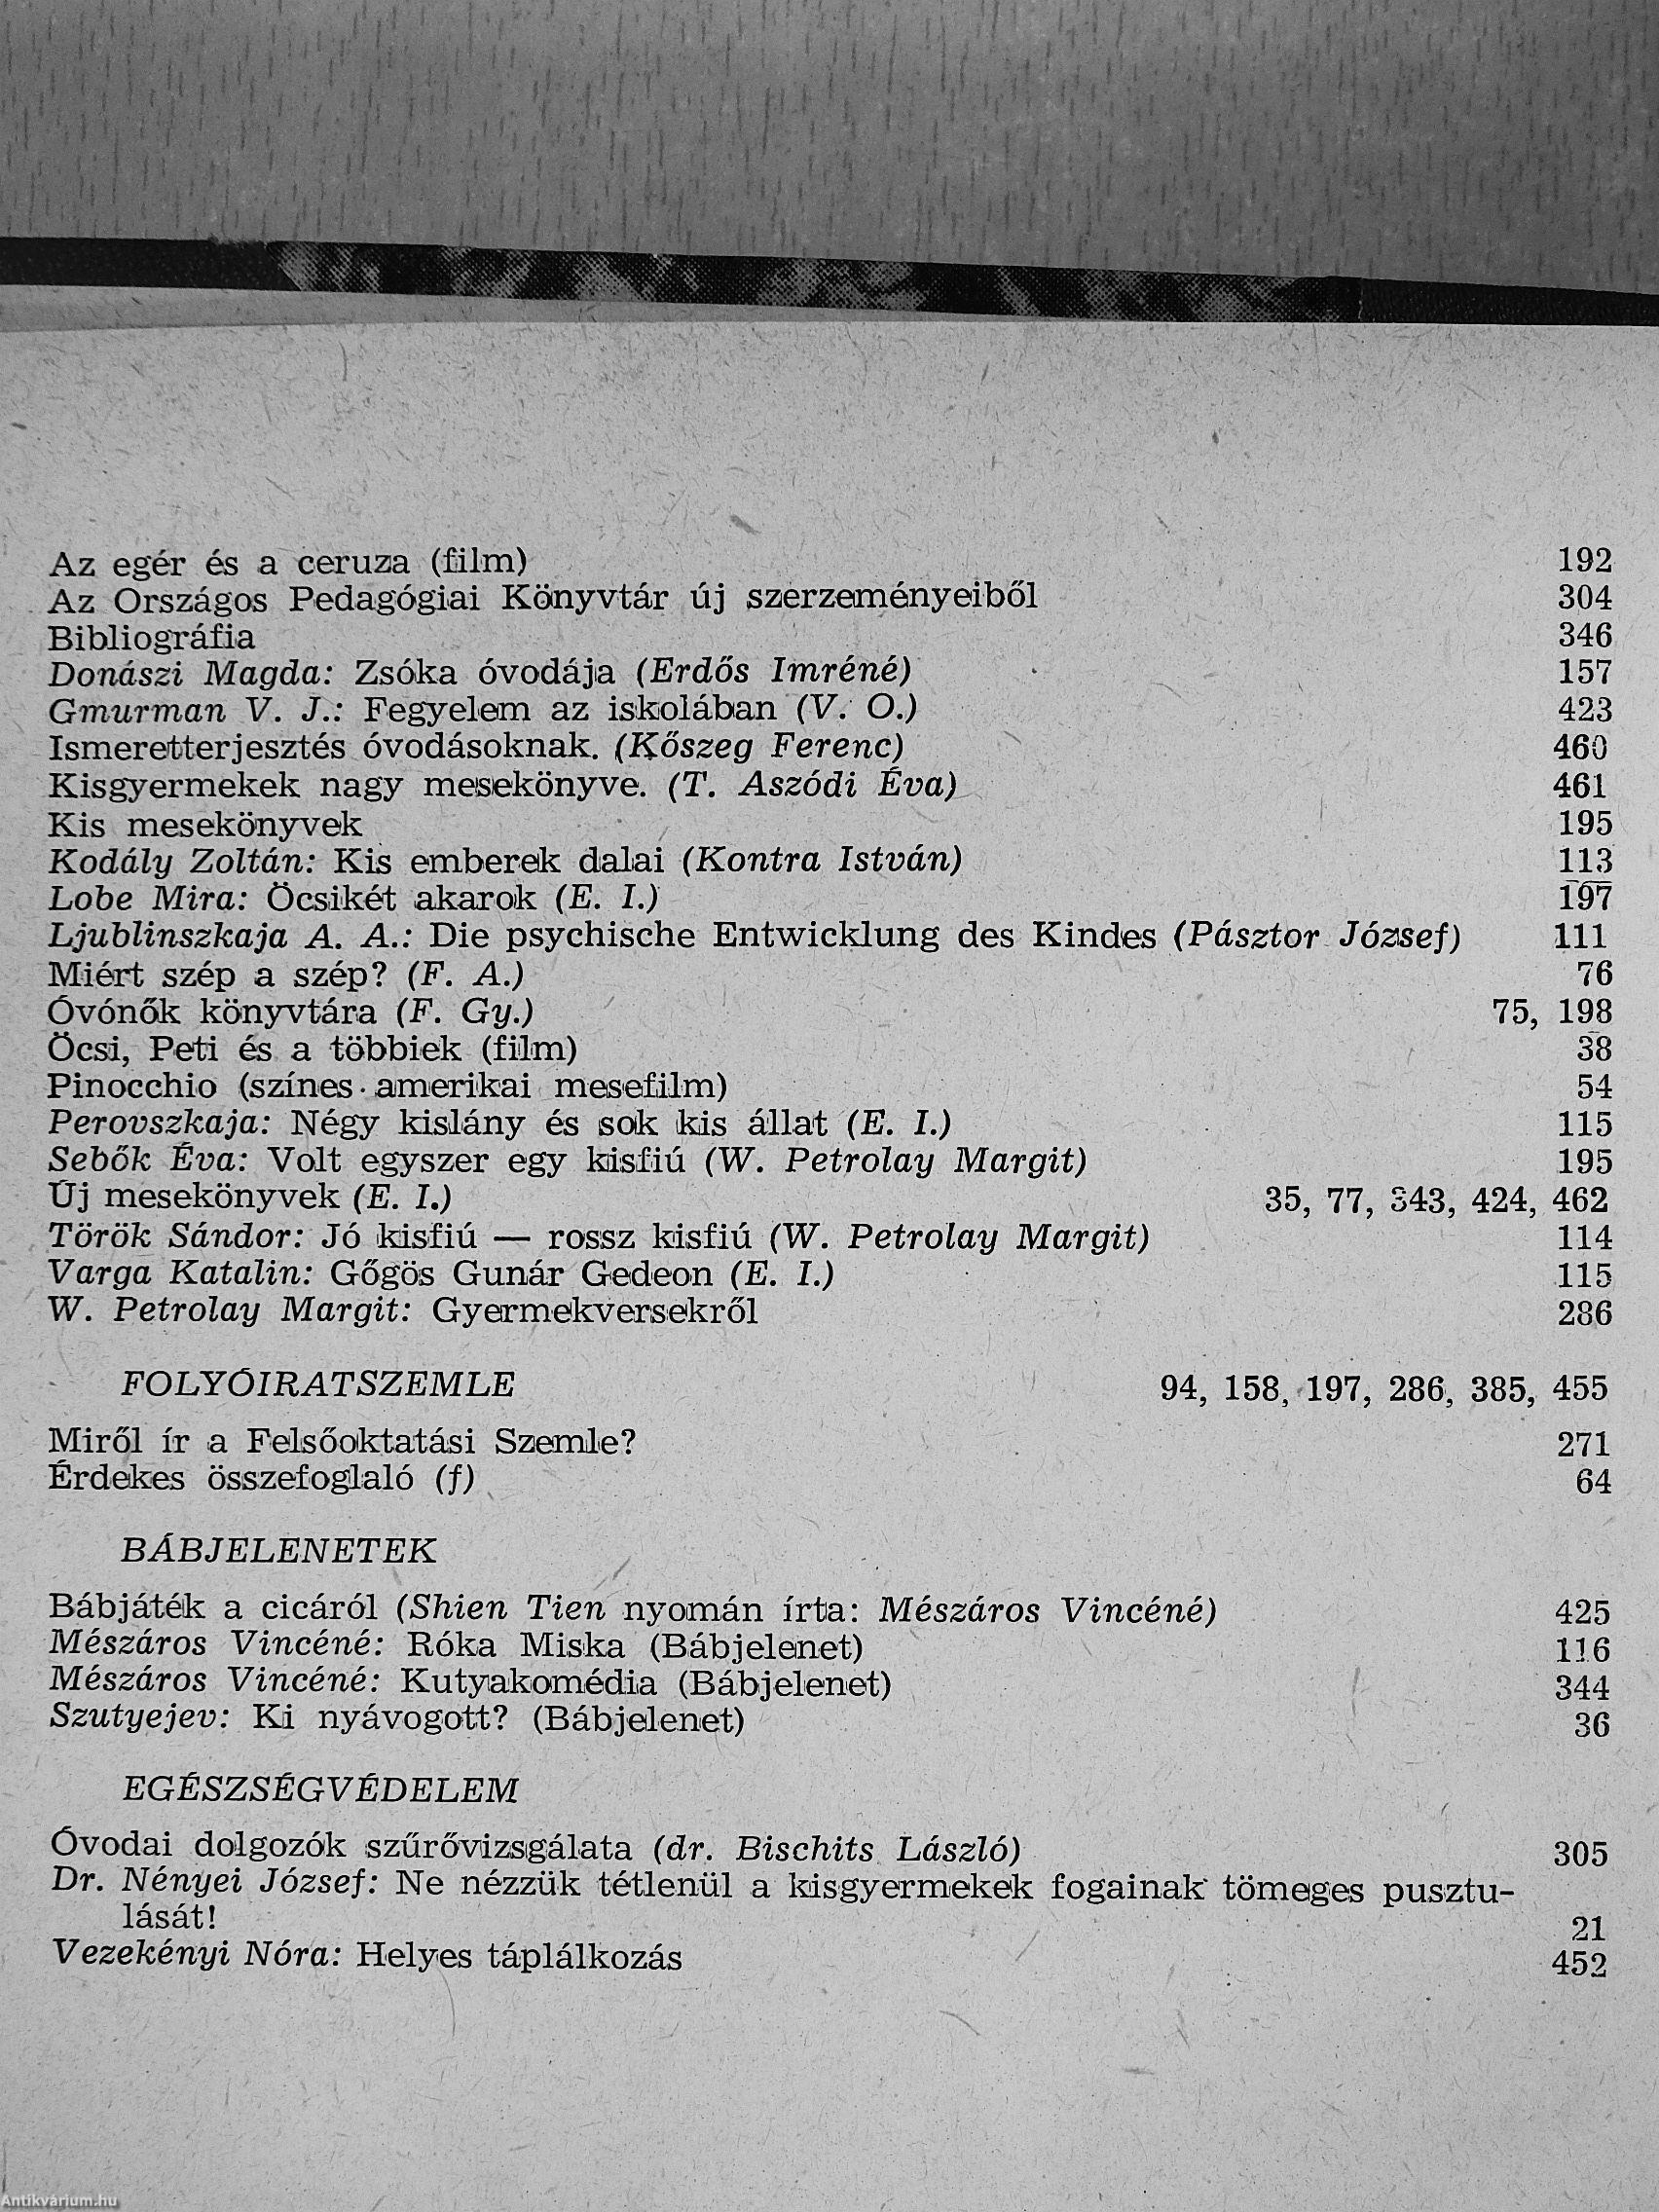 Az egér és a ceruza (film) 192
Az Országos Pedagógiai Könyvtár új szerzeményeiből 304
Bibliográfia 346
Donászi Magda: Zsóka óvodája (Erdős Imréné) 157
Gmurman V. J.: Fegyelem az iskolában (V. O.) 423
Ismeretterjesztés óvodásoknak. (Kőszeg Ferenc) 460
Kisgyermekek nagy mesekönyve. (T. Aszódi Éva) 461
Kis mesekönyvek 195
Kodály Zoltán: Kis emberek dalai (Kontra István) 113
Lobe Mira: Öcsikét akarok (E. I.) 197
Ljublinszkaja A. A.: Die psychische Entwicklung des Kindes (Pásztor József) 111
Miért szép a szép? (F. A.) 76
Óvónők könyvtára (F. Gy.) 75, 198
Öcsi, Peti és a többiek (film) 38
Pinocchio (színes amerikai mesefilm) 54
Perovszkaja: Négy kislány és sok kis állat (E. I.) 115
Sebők Éva: Volt egyszer egy kisfiú (W. Petrolay Margit) 195
Új mesekönyvek (E. I.) 35, 77, 343, 424, 462
Török Sándor: Jó kisfiú — rossz kisfiú (W. Petrolay Margit) 114
Varga Katalin: Gőgös Gunár Gedeon (E. I.) 115
W. Petrolay Margit: Gyermekversekről 286
FOLYÓIRATSZEMLE 94, 158, 197, 286, 385, 455
Miről ír a Felsőoktatási Szemle? 271
Érdekes összefoglaló (f) 64
BÁBJELENETEK
Bábjáték a cicáról (Shien Tien nyomán írta: Mészáros Vincéné) 425
Mészáros Vincéné: Róka Miska (Bábjelenet) 116
Mészáros Vincéné: Kutyakomédia (Bábjelenet) 344
Szutyejev: Ki nyávogott? (Bábjelenet) 36
EGÉSZSÉGVÉDELEM
Óvodai dolgozók szűrővizsgálata (dr. Bischits László) 305
Dr. Nényei József: Ne nézzük tétlenül a kisgyermekek fogainak tömeges pusztu-
lását! 21
Vezekényi Nóra: Helyes táplálkozás 452
Antikvárium.hu